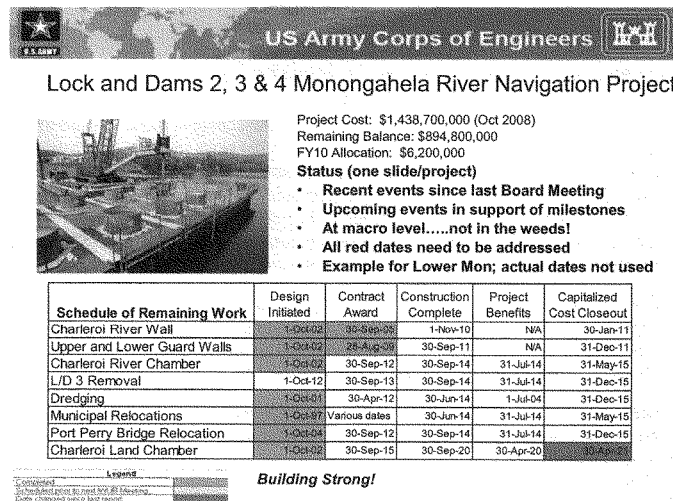 U.S. ARMY
US Army Corps of Engineers
Lock and Dams 2, 3 & 4 Monongahela River Navigation Project
Project Cost: $1,438,700,000 (Oct 2008)
Remaining Balance: $894,800,000
FY10 Allocation: $6,200,000
Status (one slide/project)
• Recent events since last Board Meeting
• Upcoming events in support of milestones
• At macro level.....not in the weeds!
• All red dates need to be addressed
• Example for Lower Mon; actual dates not used
Schedule of Remaining Work Design Initiated Contract Award Construction Complete Project Benefits Capitalized Cost Closeout
Charleroi River Wall 1-Oct-02 30-Sep-05 1-Nov-10 N/A 30-Jan-11
Upper and Lower Guard Walls 1-Oct-02 28-Aug-09 30-Sep-11 N/A 31-Dec-11
Charleroi River Chamber 1-Oct-02 30-Sep-12 30-Sep-14 31-Jul-14 31-May-15
L/D 3 Removal 1-Oct-12 30-Sep-13 30-Sep-14 31-Jul-14 31-Dec-15
Dredging 1-Oct-01 30-Apr-12 30-Jun-14 1-Jul-04 31-Dec-15
Municipal Relocations 1-Oct-97 Various dates 30-Jun-14 31-Jul-14 31-May-15
Port Perry Bridge Relocation 1-Oct-04 30-Sep-12 30-Sep-14 31-Jul-14 31-Dec-15
Charleroi Land Chamber 1-Oct-02 30-Sep-15 30-Sep-20 30-Apr-20
Legend
Completed
Building Strong!